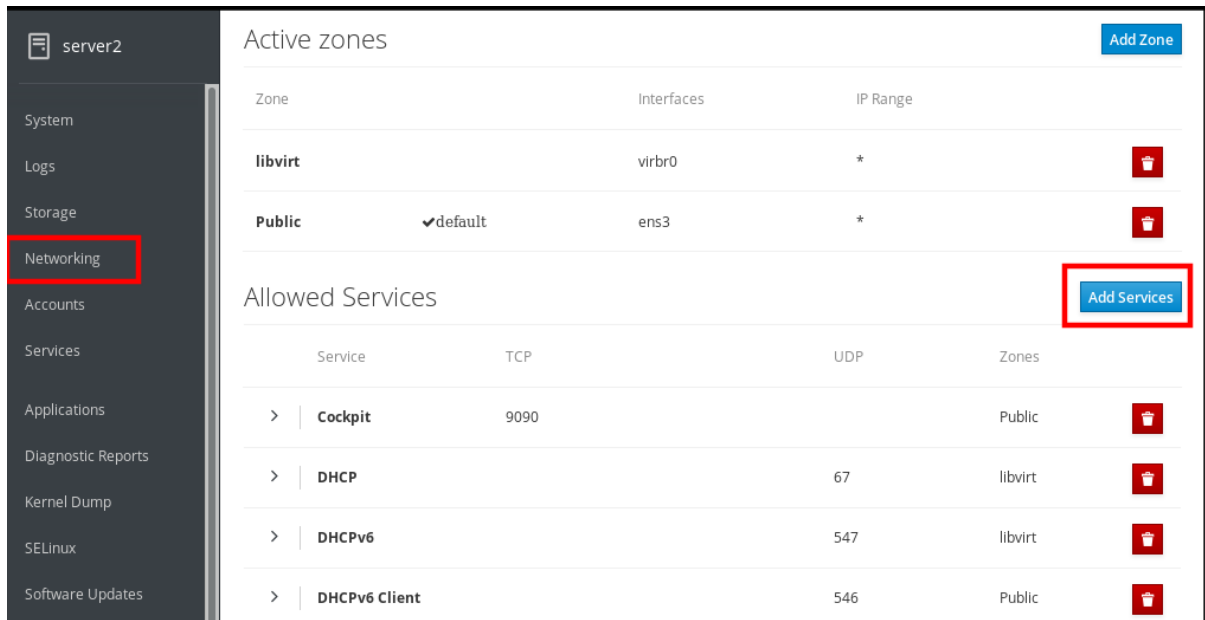 server2
System
Logs
Storage
Networking
Accounts
Services
Applications
Diagnostic Reports
Kernel Dump
SELinux
Software Updates
Active zones Add Zone
Zone Interfaces IP Range
libvirt virbr0 *
Public ✔default ens3 *
Allowed Services Add Services
Service TCP UDP Zones
Cockpit 9090 Public
DHCP 67 libvirt
DHCPv6 547 libvirt
DHCPv6 Client 546 Public